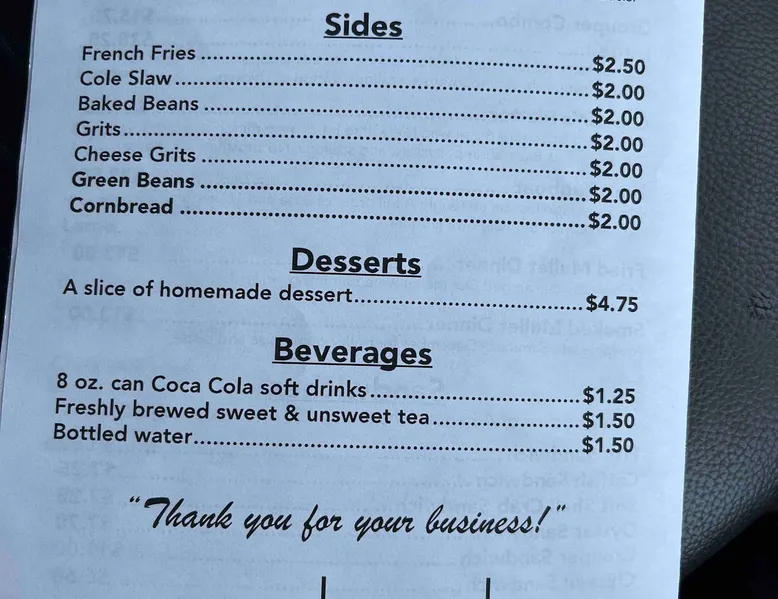 Sides
French Fries ..........................................................$2.50
Cole Slaw..............................................................$2.00
Baked Beans .........................................................$2.00
Grits......................................................................$2.00
Cheese Grits .........................................................$2.00
Green Beans .........................................................$2.00
Cornbread ............................................................$2.00
Desserts
A slice of homemade dessert..................................$4.75
Beverages
8 oz. can Coca Cola soft drinks...............................$1.25
Freshly brewed sweet & unsweet tea......................$1.50
Bottled water.........................................................$1.50
"Thank you for your business!"